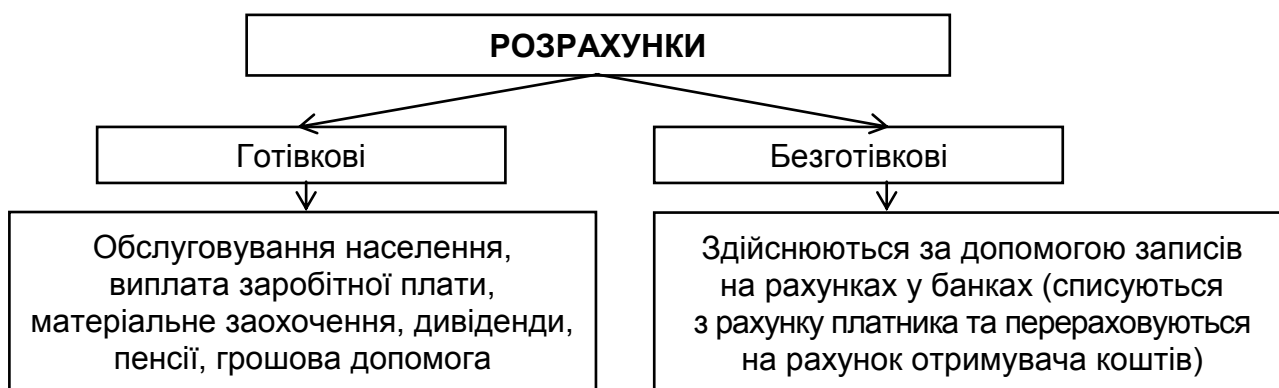 РОЗРАХУНКИ
Готівкові
Безготівкові
Обслуговування населення,
виплата заробітної плати,
матеріальне заохочення, дивіденди,
пенсії, грошова допомога
Здійснюються за допомогою записів
на рахунках у банках (списуються
з рахунку платника та перераховуються
на рахунок отримувача коштів)